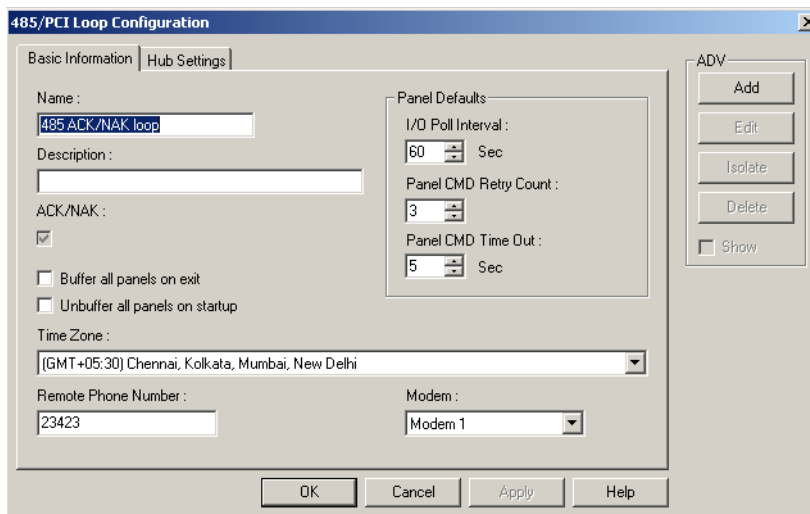 485/PCI Loop Configuration
Basic Information
Hub Settings
Name :
485 ACK/NAK loop
Description :
ACK/NAK :
Buffer all panels on exit
Unbuffer all panels on startup
Panel Defaults
I/O Poll Interval :
60 Sec
Panel CMD Retry Count :
3
Panel CMD Time Out :
5 Sec
Time Zone :
(GMT+05:30) Chennai, Kolkata, Mumbai, New Delhi
Remote Phone Number :
23423
Modem :
Modem 1
ADV
Add
Edit
Isolate
Delete
Show
OK
Cancel
Apply
Help